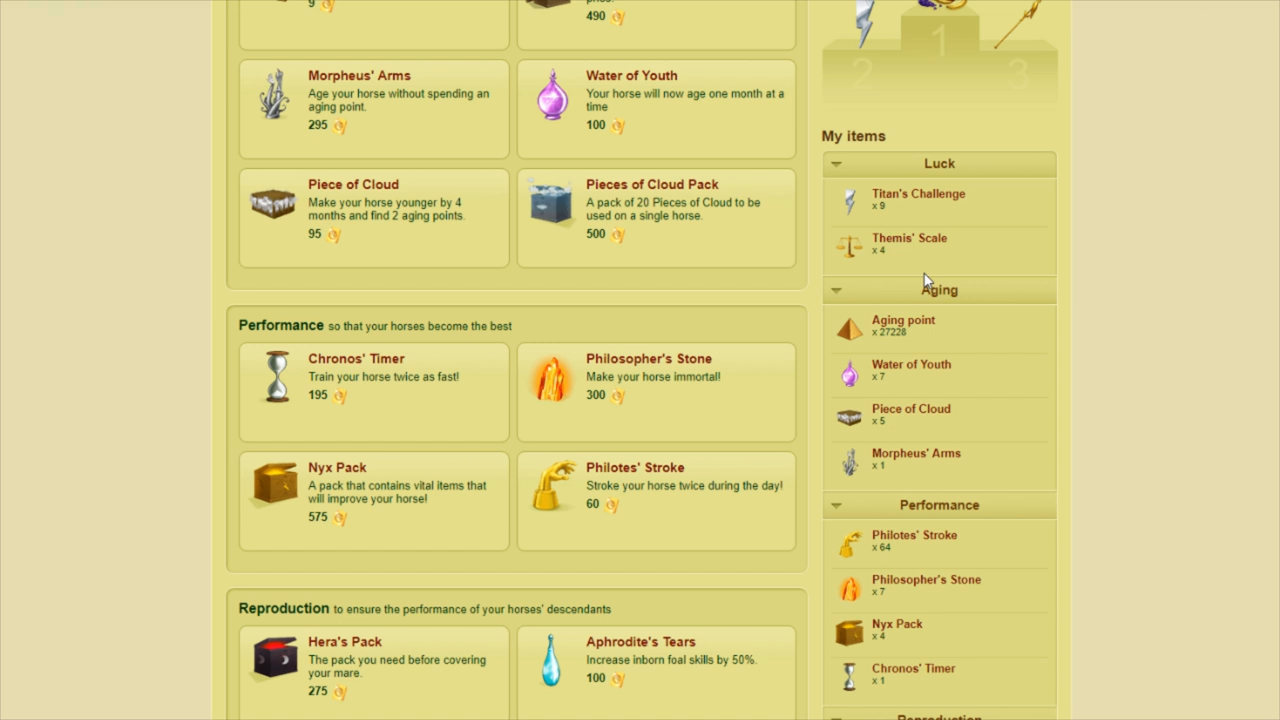 9
price.
490
Morpheus' Arms
Age your horse without spending an
aging point.
295
Water of Youth
Your horse will now age one month at a
time
100
Piece of Cloud
Make your horse younger by 4
months and find 2 aging points.
95
Pieces of Cloud Pack
A pack of 20 Pieces of Cloud to be
used on a single horse.
500
Performance so that your horses become the best
Chronos' Timer
Train your horse twice as fast!
195
Philosopher's Stone
Make your horse immortal!
300
Nyx Pack
A pack that contains vital items that
will improve your horse!
575
Philotes' Stroke
Stroke your horse twice during the day!
60
Reproduction to ensure the performance of your horses' descendants
Hera's Pack
The pack you need before covering
your mare.
275
Aphrodite's Tears
Increase inborn foal skills by 50%.
100
1
2
3
My items
Luck
Titan's Challenge
x 9
Themis' Scale
x 4
Aging
Aging point
x 27228
Water of Youth
x 7
Piece of Cloud
x 5
Morpheus' Arms
x 1
Performance
Philotes' Stroke
x 64
Philosopher's Stone
x 7
Nyx Pack
x 4
Chronos' Timer
x 1
Reproduction